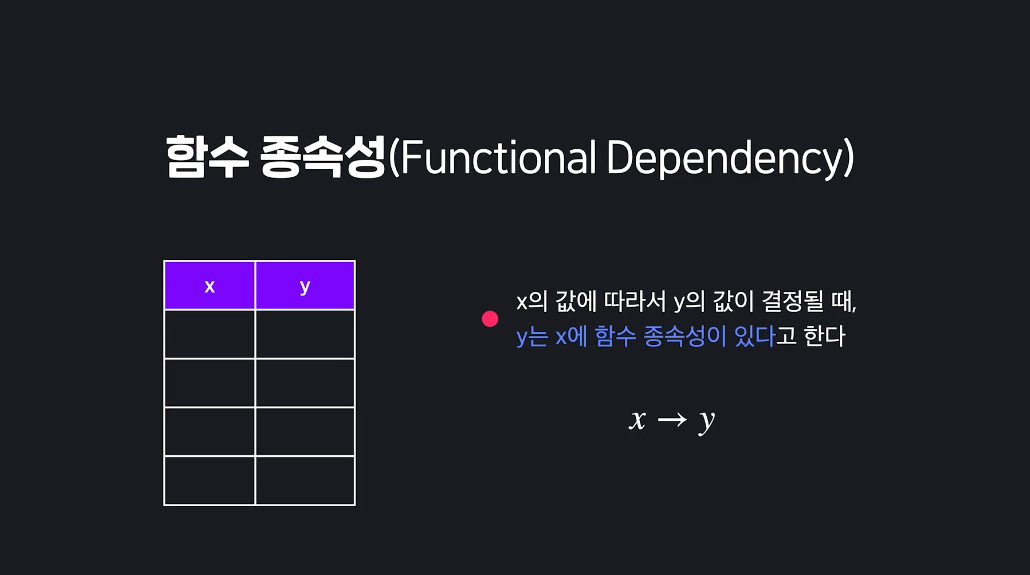 함수 종속성(Functional Dependency)
x y
x의 값에 따라서 y의 값이 결정될 때,
y는 x에 함수 종속성이 있다고 한다
x → y